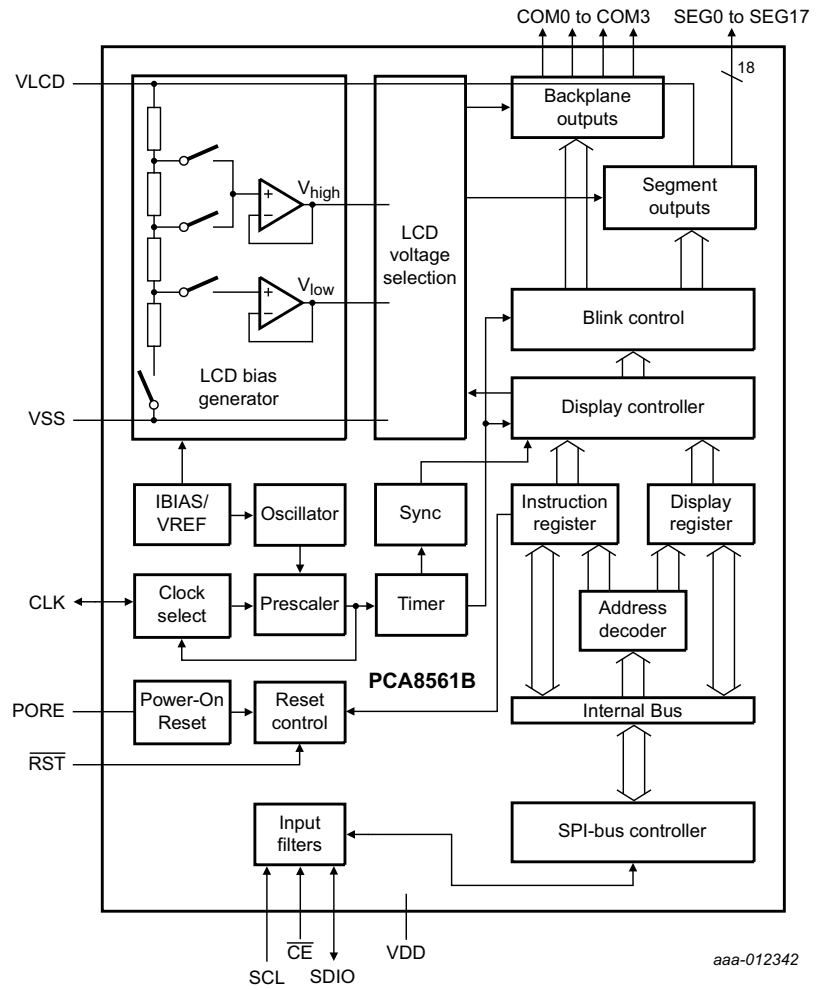 COM0 to COM3
SEG0 to SEG17
18
VLCD
Backplane
outputs
Segment
outputs
Vhigh
LCD
voltage
selection
Vlow
Blink control
LCD bias
generator
Display controller
VSS
IBIAS/
VREF
Oscillator
Sync
Instruction
register
Display
register
CLK
Clock
select
Prescaler
Timer
Address
decoder
PCA8561B
PORE
Power-On
Reset
Reset
control
Internal Bus
RST
Input
filters
SPI-bus controller
SCL
CE
SDIO
VDD
aaa-012342